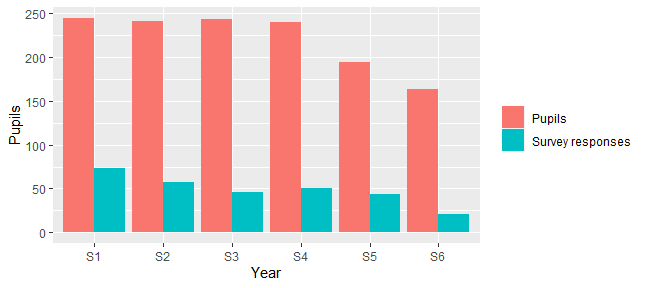 250
200
150
100
50
0
Pupils
S1 S2 S3 S4 S5 S6
Year
Pupils
Survey responses